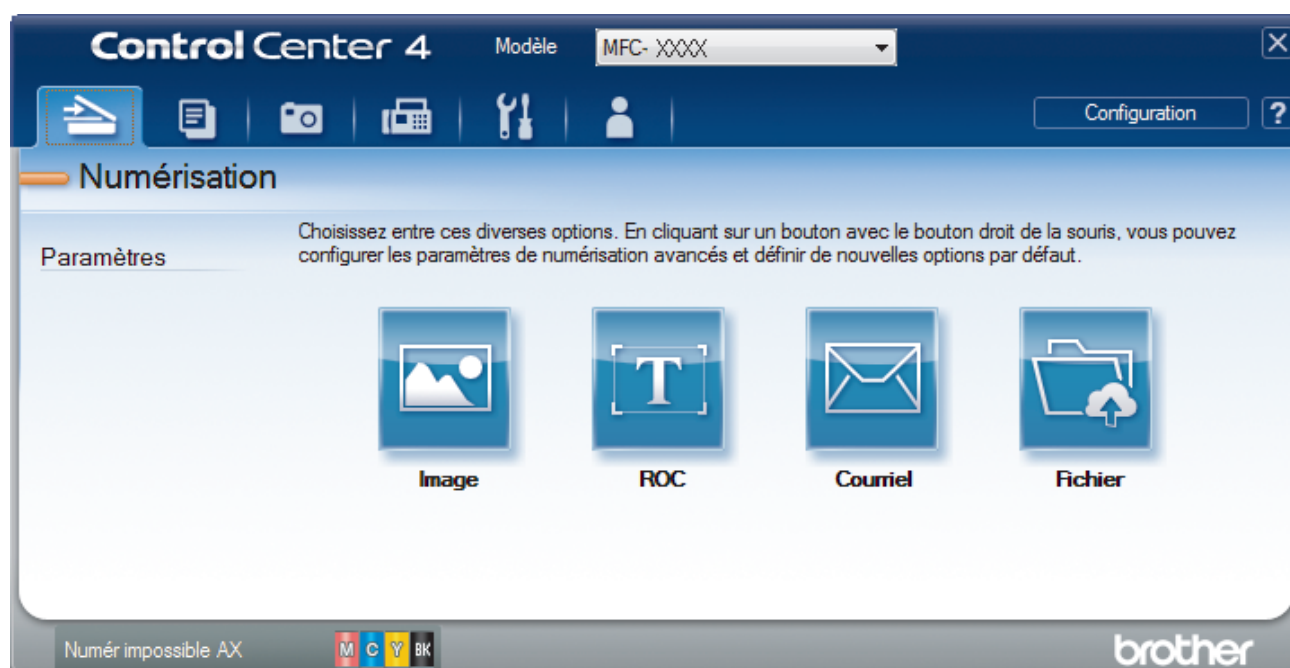 ControlCenter 4 Modèle MFC- XXXX
Configuration ?
Numérisation
Choisissez entre ces diverses options. En cliquant sur un bouton avec le bouton droit de la souris, vous pouvez
Paramètres configurer les paramètres de numérisation avancés et définir de nouvelles options par défaut.
T
Image ROC Courriel Fichier
Numér impossible AX M C Y BK brother